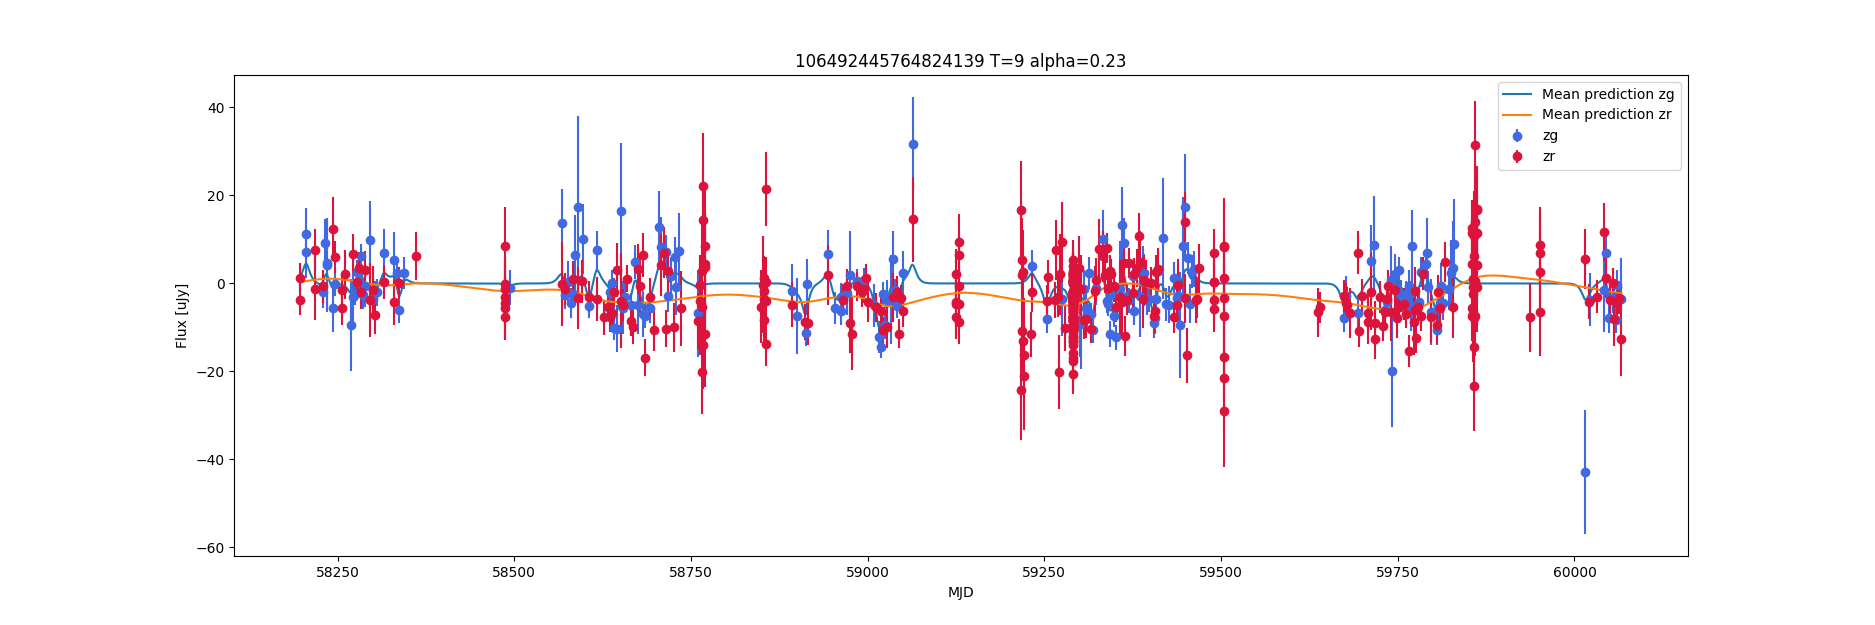 106492445764824139 T=9 alpha=0.23
Mean prediction zg
Mean prediction zr
zg
zr
40
20
0
−20
−40
−60
Flux [uJy]
58250 58500 58750 59000 59250 59500 59750 60000
MJD